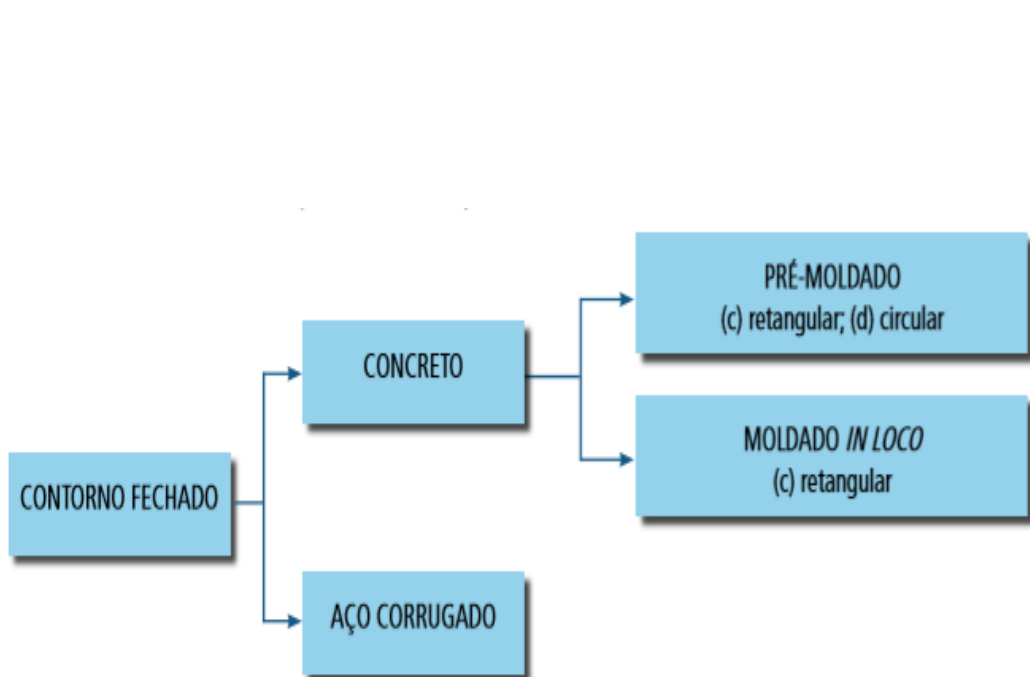 PRÉ-MOLDADO
(c) retangular; (d) circular
CONCRETO
MOLDADO IN LOCO
(c) retangular
CONTORNO FECHADO
AÇO CORRUGADO